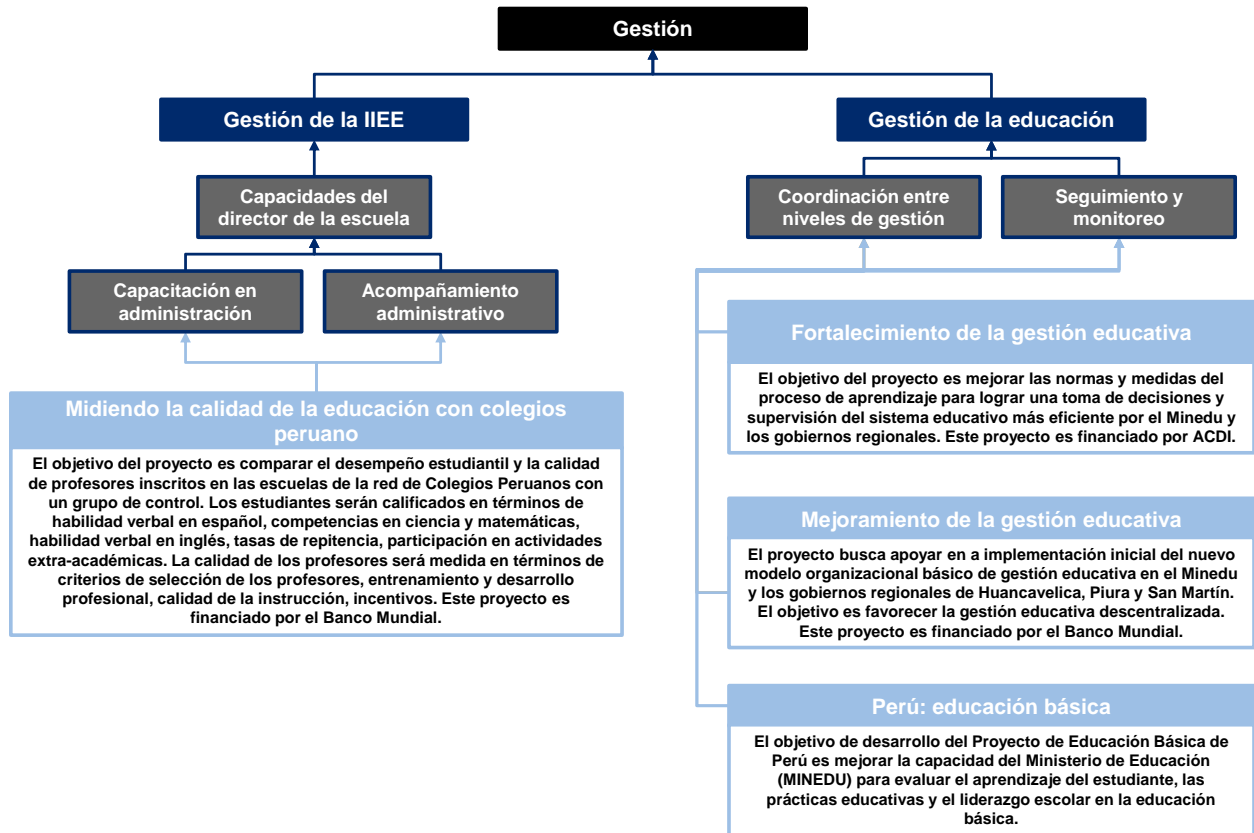 Gestión
Gestión de la IIEE
Gestión de la educación
Capacidades del
director de la escuela
Coordinación entre
niveles de gestión
Seguimiento y
monitoreo
Capacitación en
administración
Acompañamiento
administrativo
Midiendo la calidad de la educación con colegios
peruano
El objetivo del proyecto es comparar el desempeño estudiantil y la calidad
de profesores inscritos en las escuelas de la red de Colegios Peruanos con
un grupo de control. Los estudiantes serán calificados en términos de
habilidad verbal en español, competencias en ciencia y matemáticas,
habilidad verbal en inglés, tasas de repitencia, participación en actividades
extra-académicas. La calidad de los profesores será medida en términos de
criterios de selección de los profesores, entrenamiento y desarrollo
profesional, calidad de la instrucción, incentivos. Este proyecto es
financiado por el Banco Mundial.
Fortalecimiento de la gestión educativa
El objetivo del proyecto es mejorar las normas y medidas del
proceso de aprendizaje para lograr una toma de decisiones y
supervisión del sistema educativo más eficiente por el Minedu y
los gobiernos regionales. Este proyecto es financiado por ACDI.
Mejoramiento de la gestión educativa
El proyecto busca apoyar en a implementación inicial del nuevo
modelo organizacional básico de gestión educativa en el Minedu
y los gobiernos regionales de Huancavelica, Piura y San Martín.
El objetivo es favorecer la gestión educativa descentralizada.
Este proyecto es financiado por el Banco Mundial.
Perú: educación básica
El objetivo de desarrollo del Proyecto de Educación Básica de
Perú es mejorar la capacidad del Ministerio de Educación
(MINEDU) para evaluar el aprendizaje del estudiante, las
prácticas educativas y el liderazgo escolar en la educación
básica.